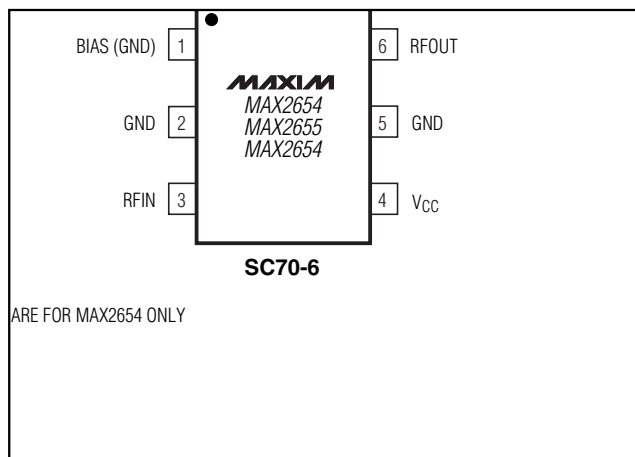 BIAS (GND) 1 6 RFOUT
MAXIM
MAX2654
GND 2 MAX2655 5 GND
MAX2654
RFIN 3 4 VCC
SC70-6
ARE FOR MAX2654 ONLY